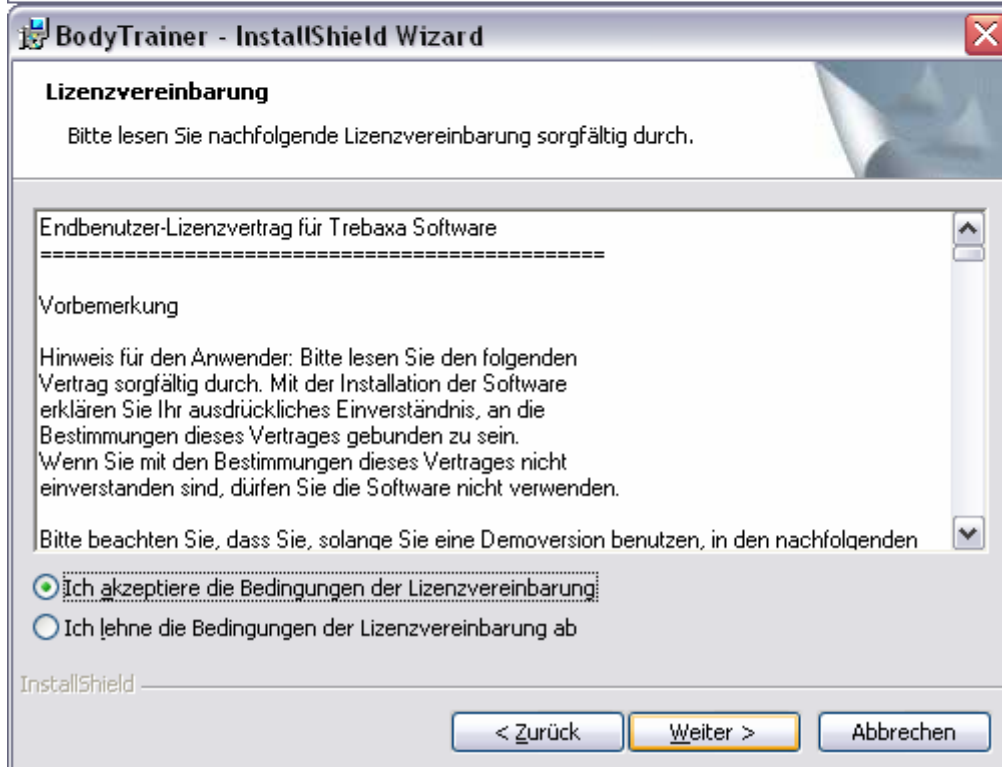 BodyTrainer - InstallShield Wizard
Lizenzvereinbarung
Bitte lesen Sie nachfolgende Lizenzvereinbarung sorgfältig durch.
Endbenutzer-Lizenzvertrag für Trebaxa Software
===============================================
Vorbemerkung
Hinweis für den Anwender: Bitte lesen Sie den folgenden
Vertrag sorgfältig durch. Mit der Installation der Software
erklären Sie Ihr ausdrückliches Einverständnis, an die
Bestimmungen dieses Vertrages gebunden zu sein.
Wenn Sie mit den Bestimmungen dieses Vertrages nicht
einverstanden sind, dürfen Sie die Software nicht verwenden.
Bitte beachten Sie, dass Sie, solange Sie eine Demoversion benutzen, in den nachfolgenden
Ich akzeptiere die Bedingungen der Lizenzvereinbarung
Ich lehne die Bedingungen der Lizenzvereinbarung ab
InstallShield
< Zurück
Weiter >
Abbrechen